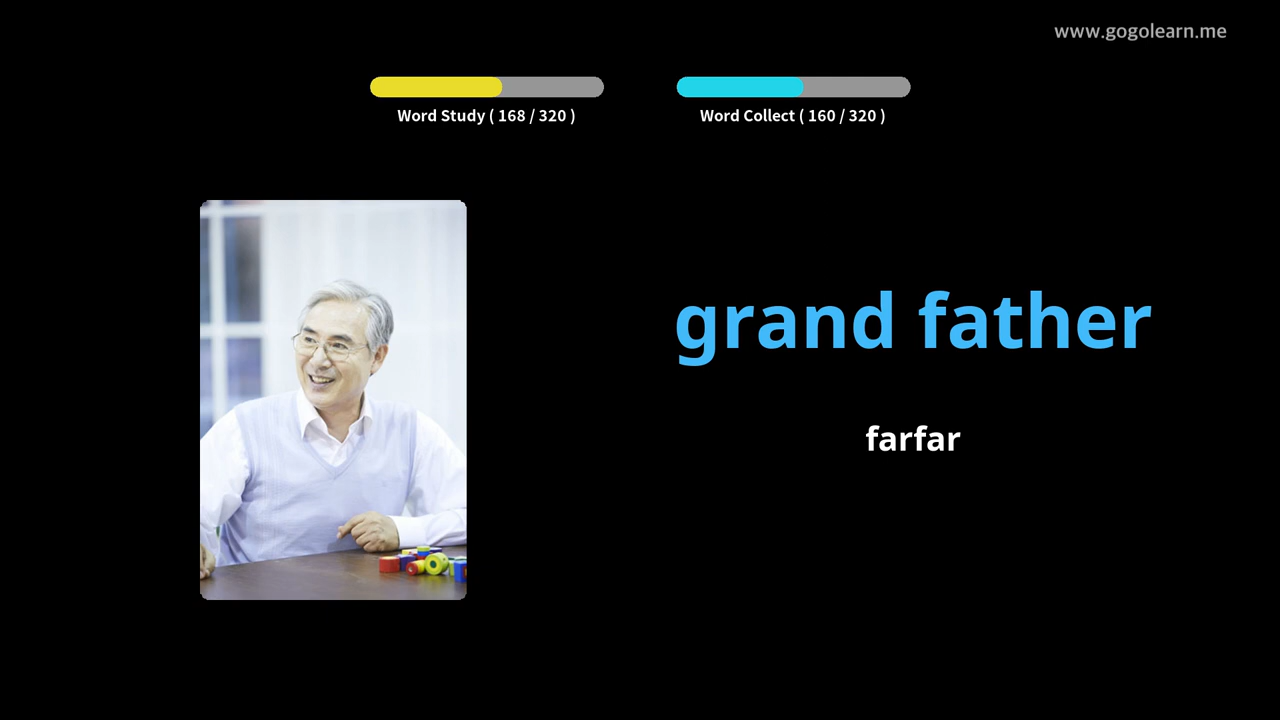 www.gogolearn.me
Word Study ( 168 / 320 )
Word Collect ( 160 / 320 )
grand father
farfar